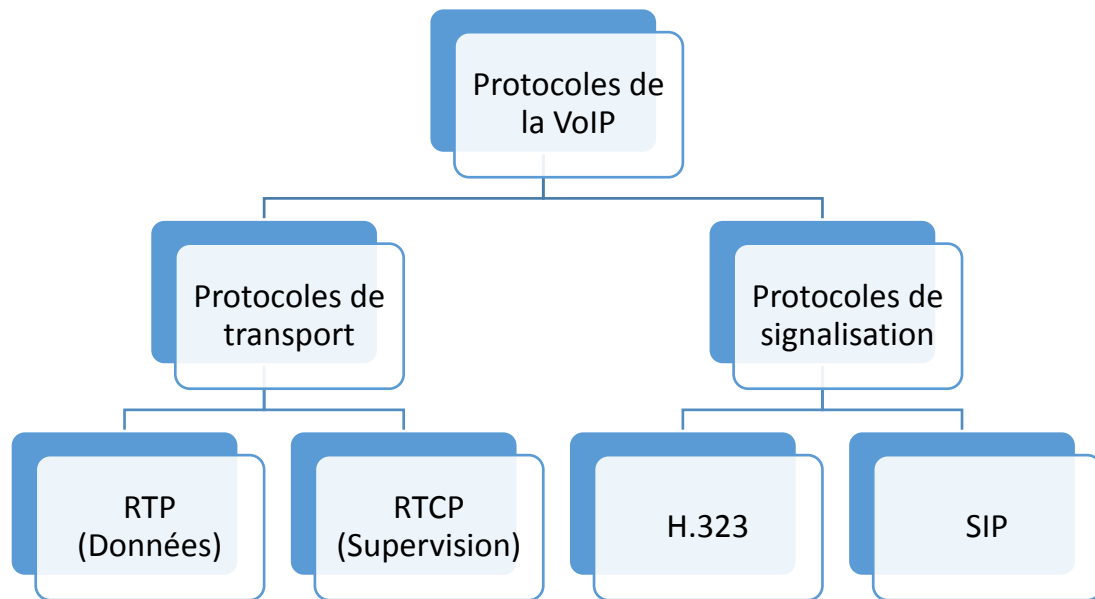 Protocoles de
la VoIP
Protocoles de
transport
Protocoles de
signalisation
RTP
(Données)
RTCP
(Supervision)
H.323
SIP